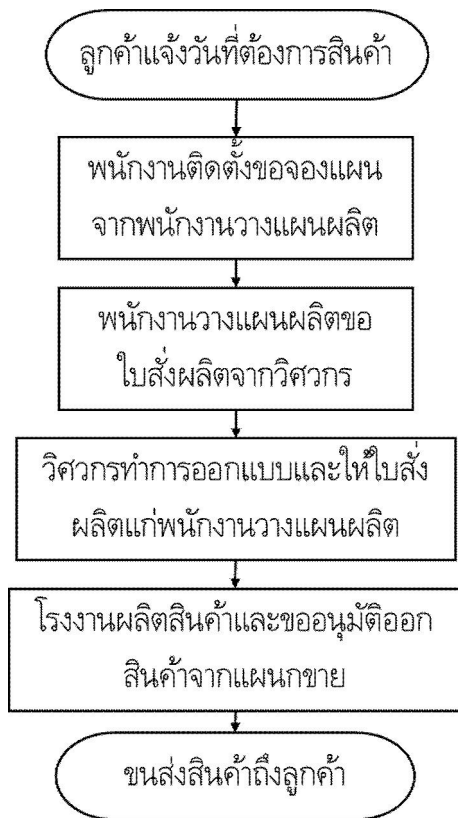 ลูกค้าแจ้งวันที่ต้องการสินค้า
พนักงานติดตั้งขอจองแผน
จากพนักงานวางแผนผลิต
พนักงานวางแผนผลิตขอ
ใบสั่งผลิตจากวิศวกร
วิศวกรทำการออกแบบและให้ใบสั่ง
ผลิตแก่พนักงานวางแผนผลิต
โรงงานผลิตสินค้าและขออนุมัติออก
สินค้าจากแผนกขาย
ขนส่งสินค้าถึงลูกค้า